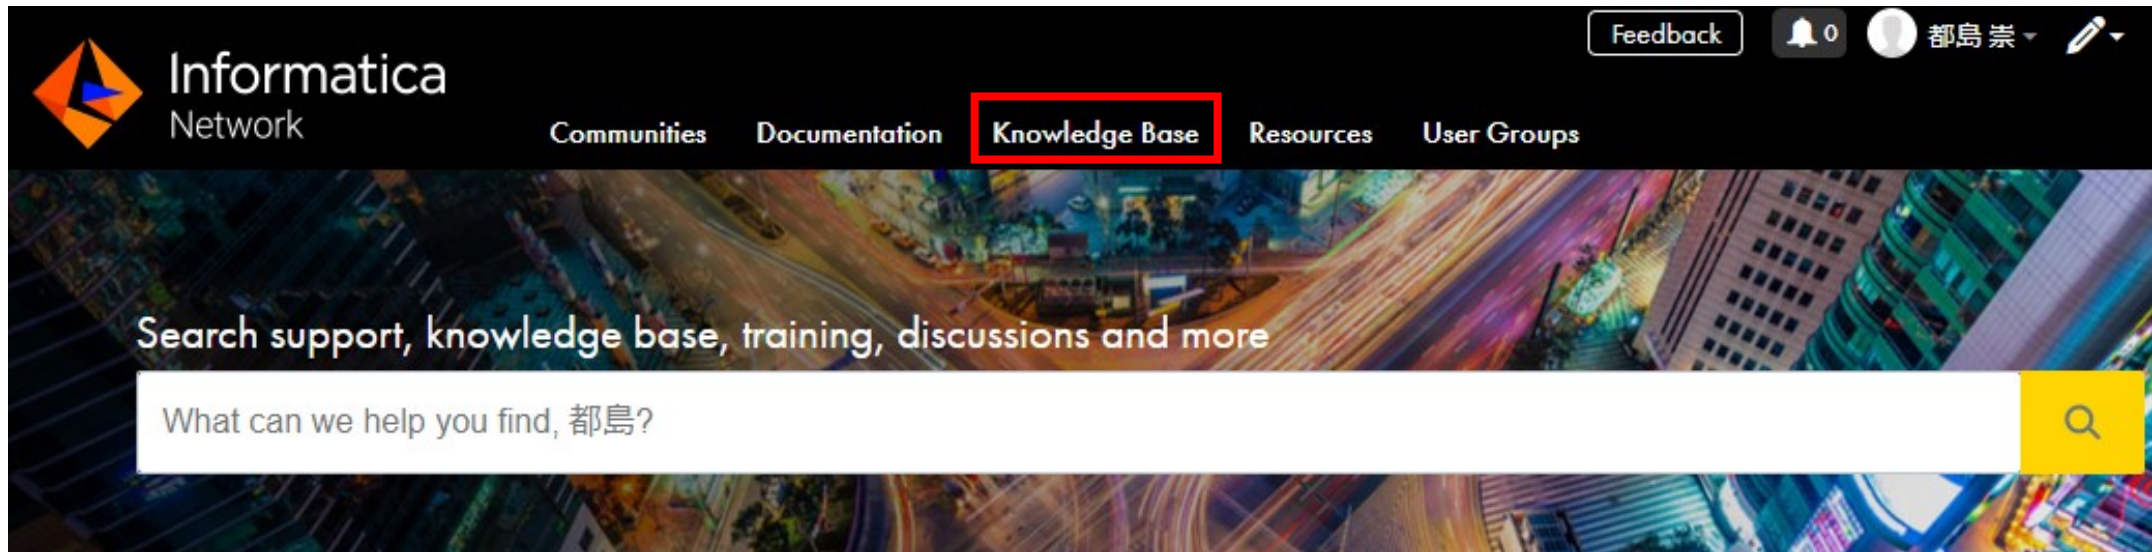 Feedback
0
都島 崇
Informatica
Network
Communities
Documentation
Knowledge Base
Resources
User Groups
Search support, knowledge base, training, discussions and more
What can we help you find, 都島?